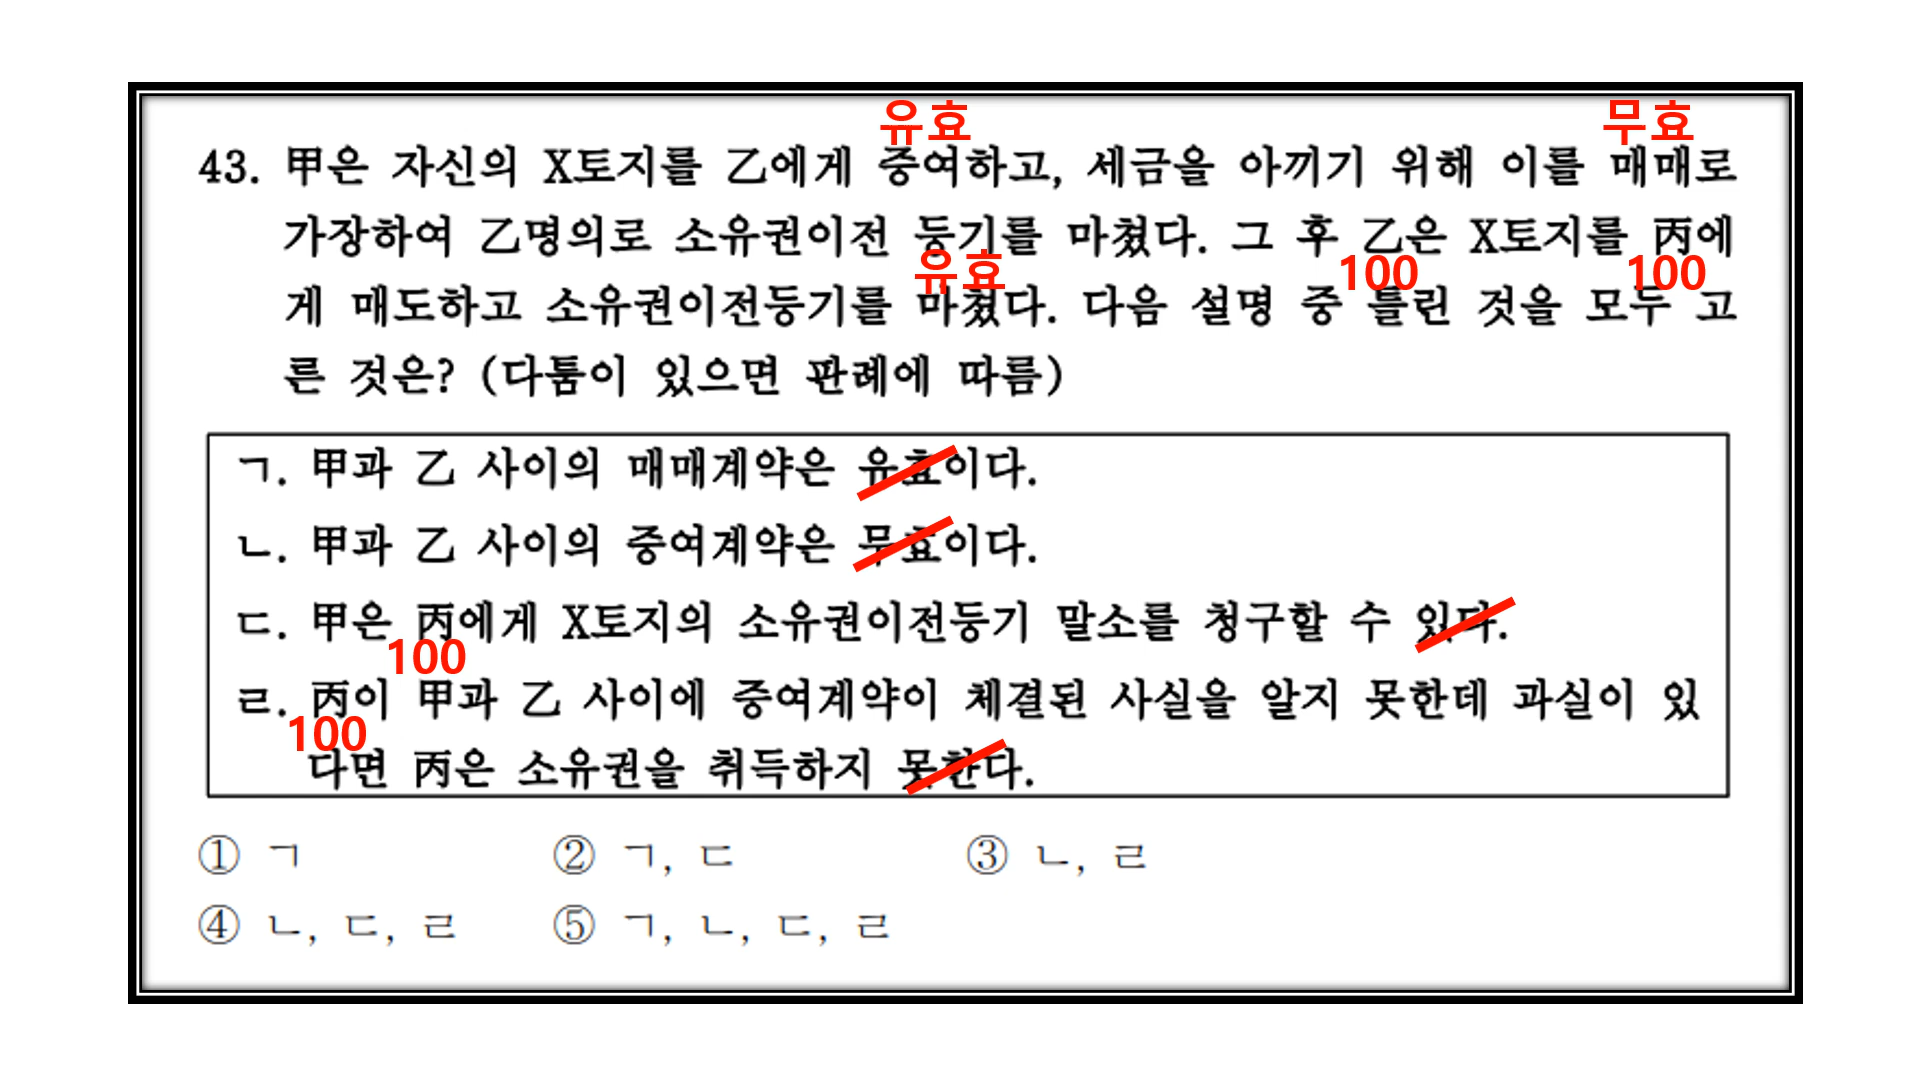 유효 무효
43. 甲은 자신의 X토지를 乙에게 증여하고, 세금을 아끼기 위해 이를 매매로
가장하여 乙명의로 소유권이전 등기를 마쳤다. 그 후 乙은 X토지를 丙에
유효 100 100
게 매도하고 소유권이전등기를 마쳤다. 다음 설명 중 틀린 것을 모두 고
른 것은? (다툼이 있으면 판례에 따름)
ㄱ. 甲과 乙 사이의 매매계약은 유효이다.
ㄴ. 甲과 乙 사이의 증여계약은 무효이다.
ㄷ. 甲은 丙에게 X토지의 소유권이전등기 말소를 청구할 수 있다.
100
ㄹ. 丙이 甲과 乙 사이에 증여계약이 체결된 사실을 알지 못한데 과실이 있
100
다면 丙은 소유권을 취득하지 못한다.
① ㄱ ② ㄱ, ㄷ ③ ㄴ, ㄹ
④ ㄴ, ㄷ, ㄹ ⑤ ㄱ, ㄴ, ㄷ, ㄹ